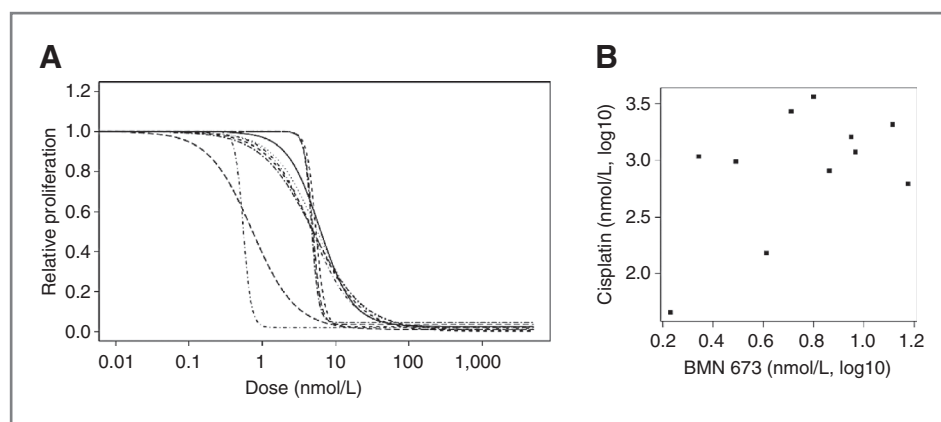 A
1.2
1.0
0.8
0.6
0.4
0.2
0.0
Relative proliferation
0.01 0.1 1 10 100 1,000
Dose (nmol/L)
B
3.5
3.0
2.5
2.0
Cisplatin (nmol/L, log10)
0.2 0.4 0.6 0.8 1.0 1.2
BMN 673 (nmol/L, log10)